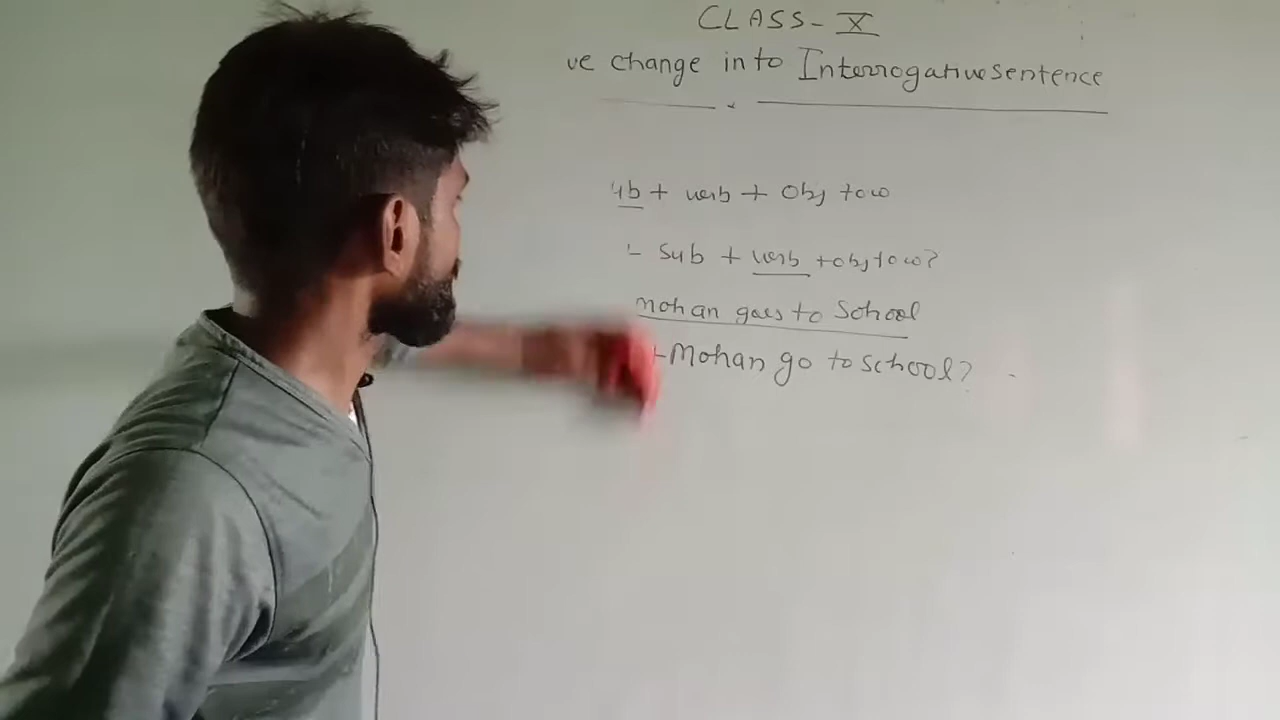 CLASS- X
ve change into Interrogative sentence
+ verb + Obj + ow
sub + verb + obj + ow?
mohan goes to School
Mohan go to school?